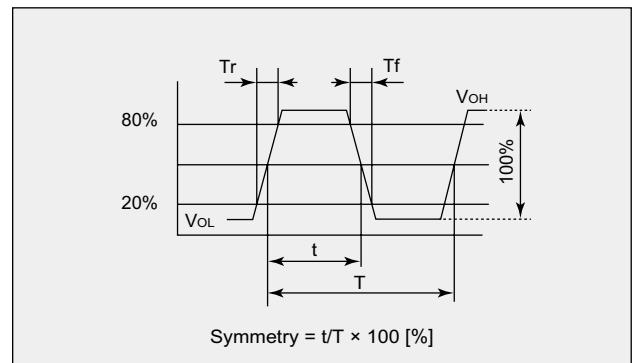 Tr
Tf
VOH
80%
100%
20%
VOL
t
T
Symmetry = t/T × 100 [%]